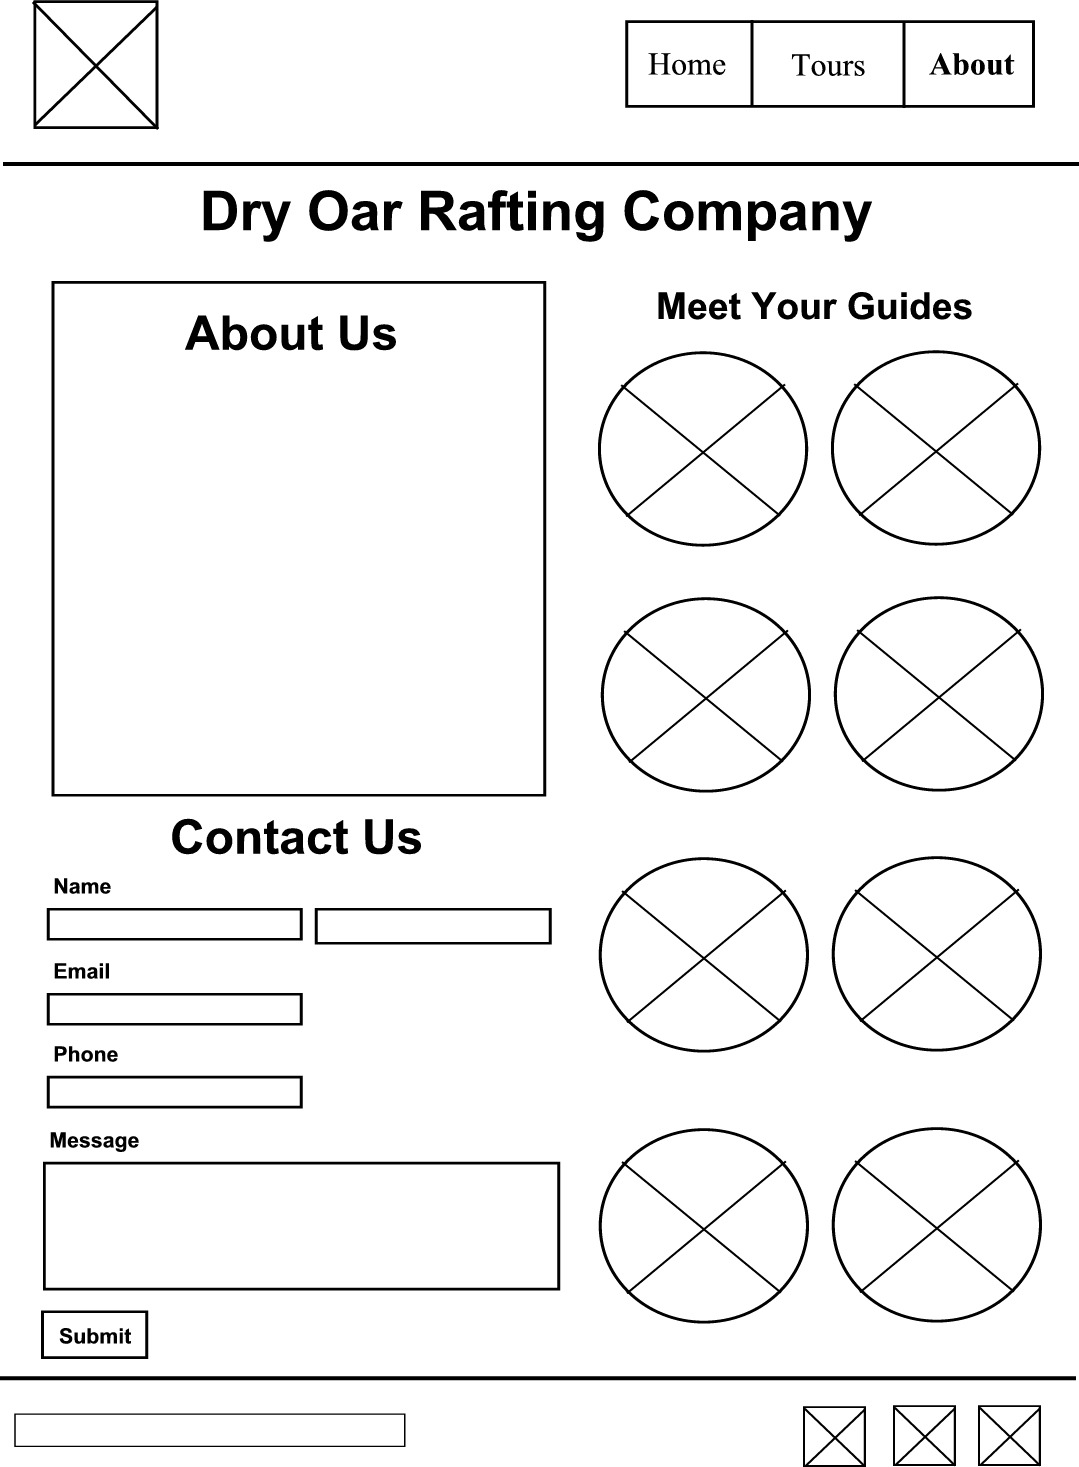 Home
Tours
About
Dry Oar Rafting Company
About Us
Meet Your Guides
Contact Us
Name
Email
Phone
Message
Submit